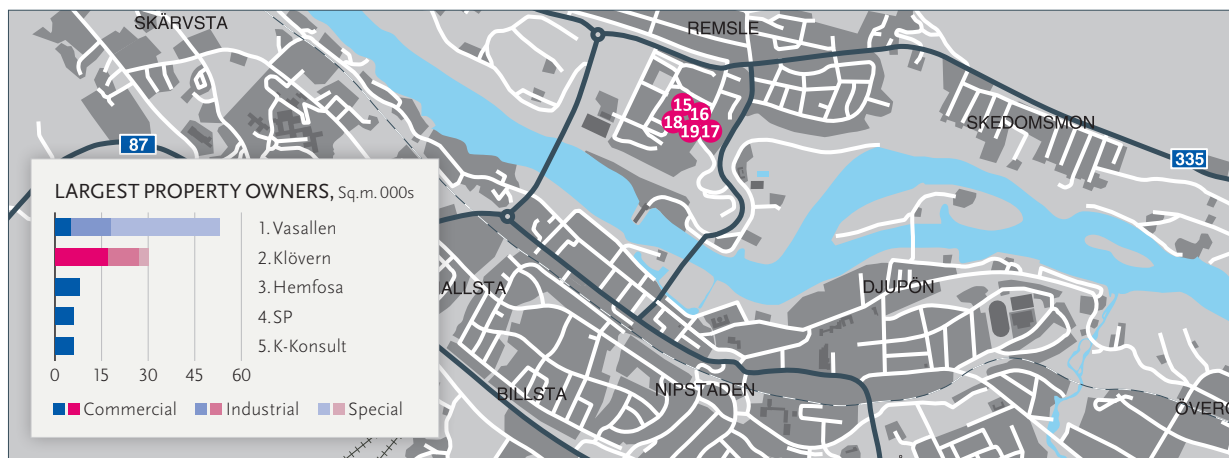 SKÄRVSTA
REMSLE
15
16
18
19
17
SKEDOMSMON
87
335
LARGEST PROPERTY OWNERS, Sq.m. 000s
1. Vasallen
2. Klövern
3. Hemfosa
4. SP
5. K-Konsult
0 15 30 45 60
Commercial Industrial Special
ALLSTA
DJUPÖN
BILLSTA
NIPSTADEN